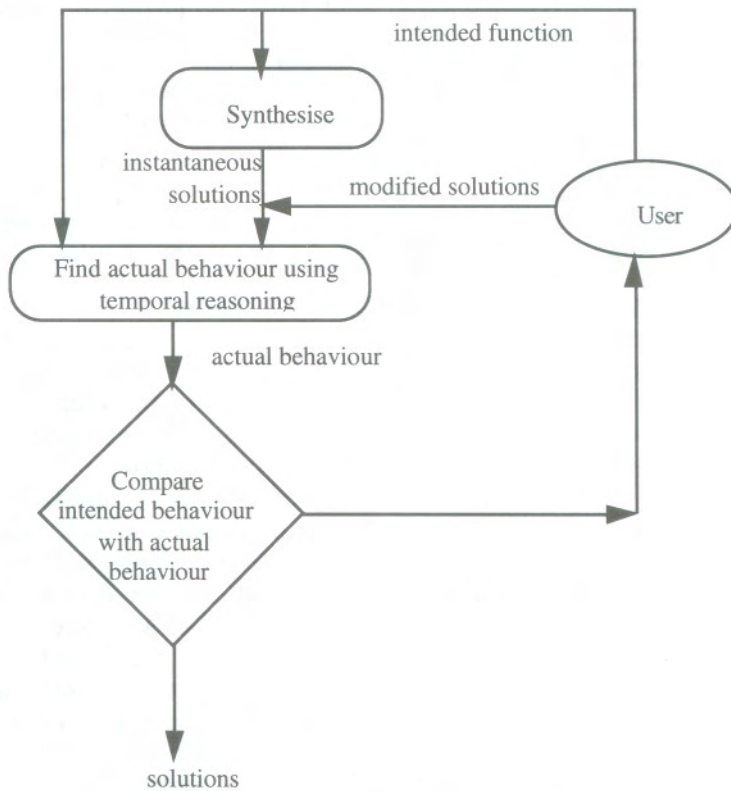 intended function
Synthesise
instantaneous
solutions
modified solutions
User
Find actual behaviour using
temporal reasoning
actual behaviour
Compare
intended behaviour
with actual
behaviour
solutions